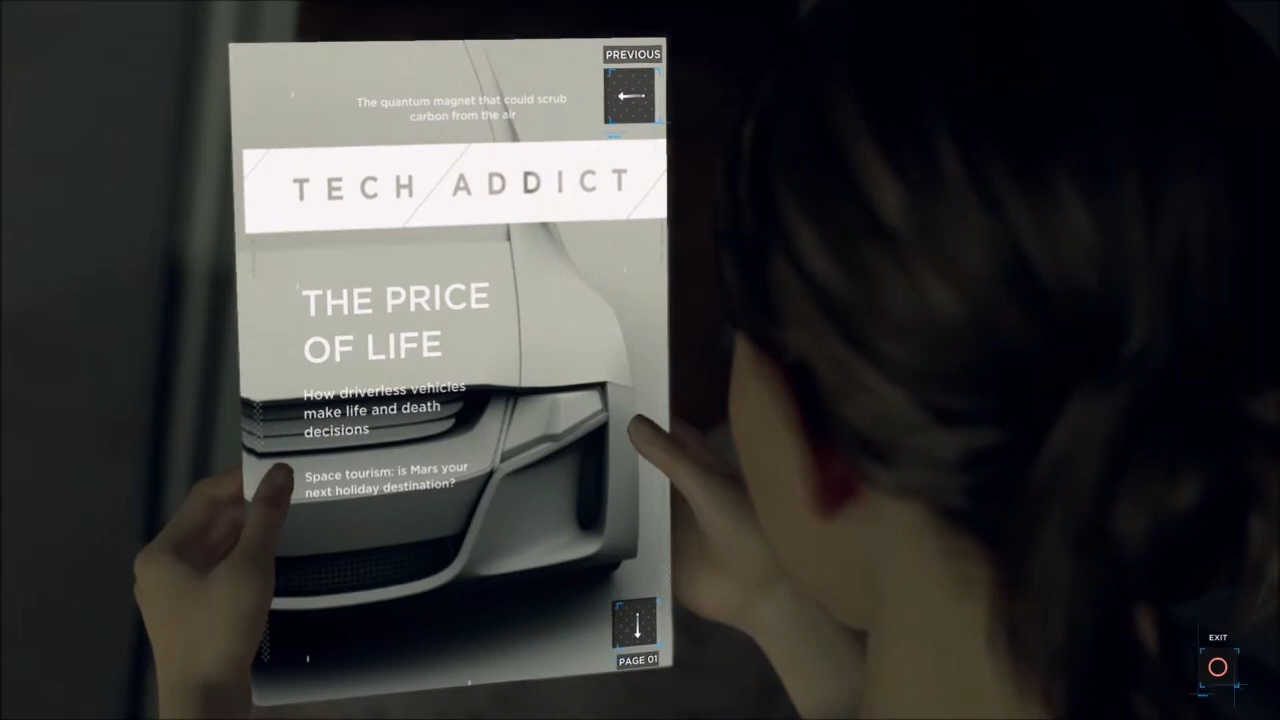 PREVIOUS
The quantum magnet that could scrub
carbon from the air
TECH ADDICT
THE PRICE
OF LIFE
How driverless vehicles
make life and death
decisions
Space tourism: is Mars your
next holiday destination?
PAGE 01
EXIT